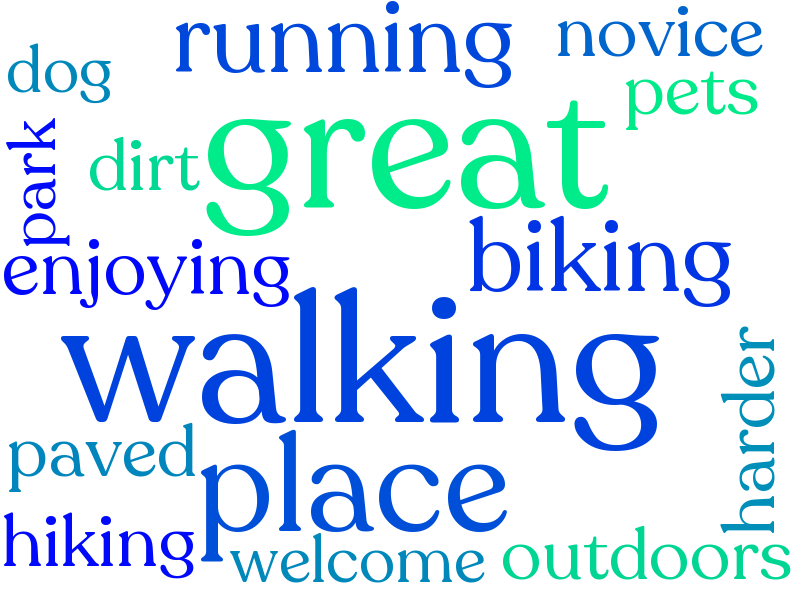 running
novice
dog
pets
great
dirt
park
biking
enjoying
walking
harder
paved
place
hiking
welcome
outdoors